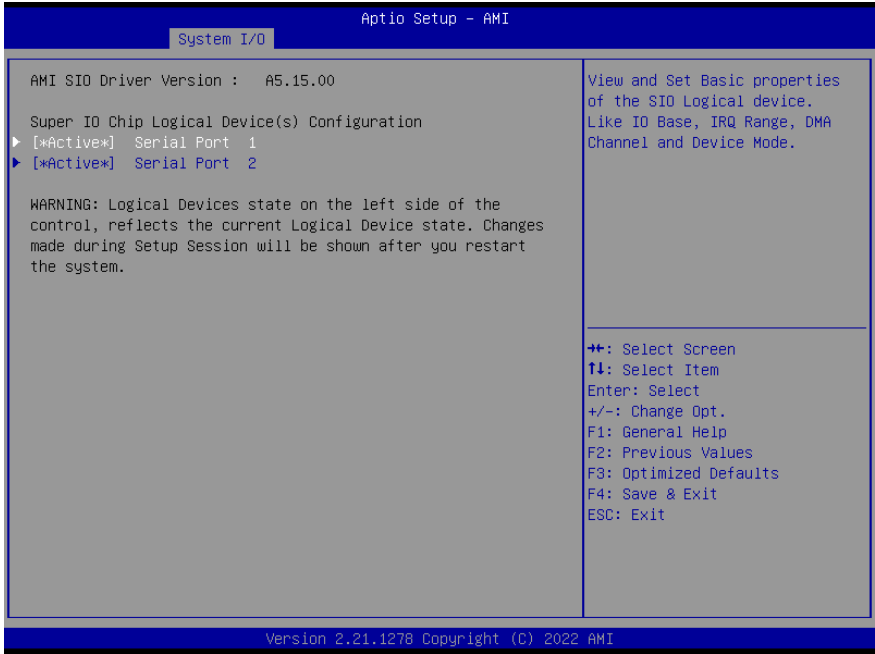 Aptio Setup – AMI
System I/O
AMI SIO Driver Version : A5.15.00
Super IO Chip Logical Device(s) Configuration
[*Active*] Serial Port 1
[*Active*] Serial Port 2
WARNING: Logical Devices state on the left side of the
control, reflects the current Logical Device state. Changes
made during Setup Session will be shown after you restart
the system.
View and Set Basic properties
of the SIO Logical device.
Like IO Base, IRQ Range, DMA
Channel and Device Mode.
→←: Select Screen
↑↓: Select Item
Enter: Select
+/-: Change Opt.
F1: General Help
F2: Previous Values
F3: Optimized Defaults
F4: Save & Exit
ESC: Exit
Version 2.21.1278 Copyright (C) 2022 AMI